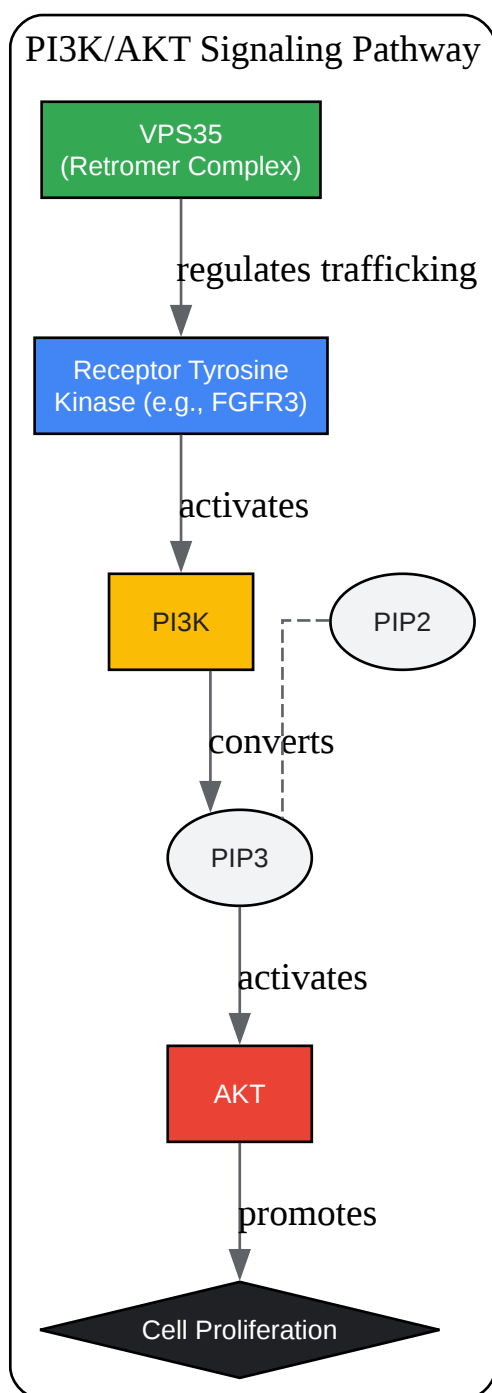 PI3K/AKT Signaling Pathway
VPS35
(Retromer Complex)
regulates trafficking
Receptor Tyrosine
Kinase (e.g., FGFR3)
activates
PI3K
PIP2
converts
PIP3
activates
AKT
promotes
Cell Proliferation